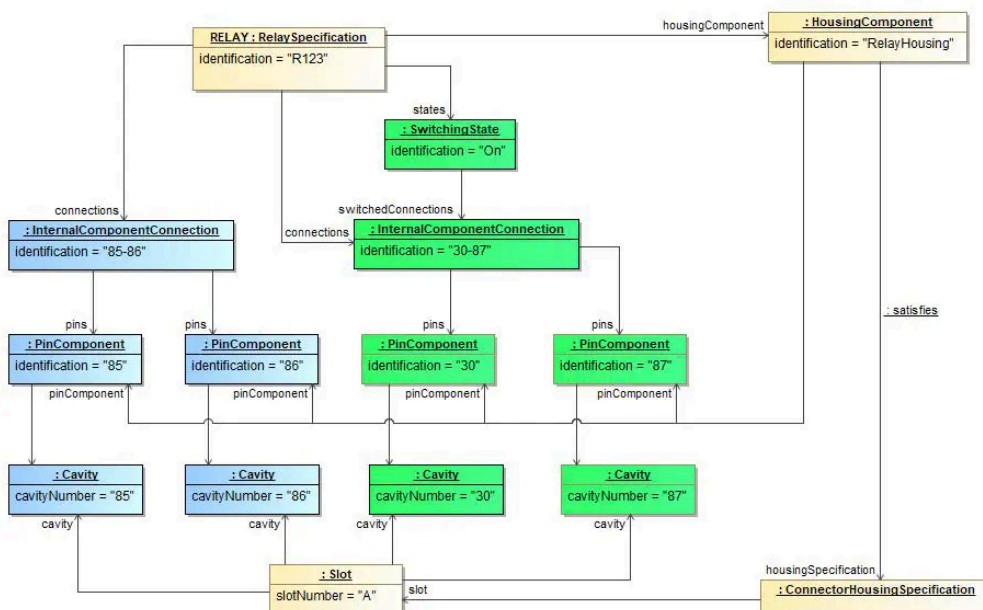 housingComponent
: HousingComponent
identification = "RelayHousing"
RELAY : RelaySpecification
identification = "R123"
states
: SwitchingState
identification = "On"
connections
switchedConnections
connections
: InternalComponentConnection
identification = "85-86"
: InternalComponentConnection
identification = "30-87"
: satisfies
pins
pins
pins
pins
: PinComponent
identification = "85"
: PinComponent
identification = "86"
: PinComponent
identification = "30"
: PinComponent
identification = "87"
pinComponent
pinComponent
pinComponent
pinComponent
: Cavity
cavityNumber = "85"
: Cavity
cavityNumber = "86"
: Cavity
cavityNumber = "30"
: Cavity
cavityNumber = "87"
cavity
cavity
cavity
cavity
: Slot
slotNumber = "A"
slot
housingSpecification
: ConnectorHousingSpecification